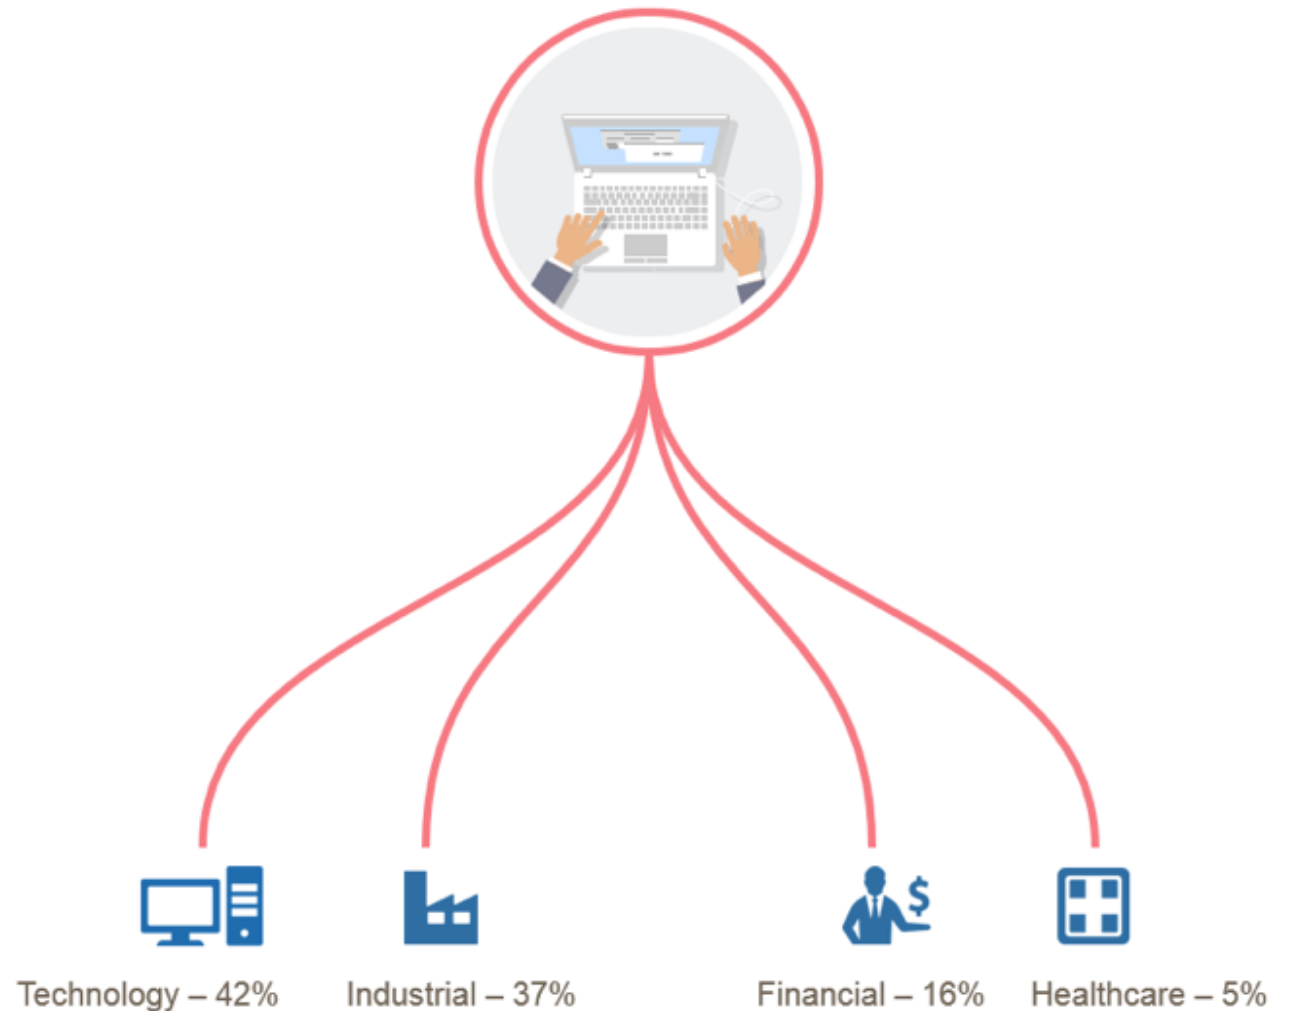 Technology – 42%
Industrial – 37%
Financial – 16%
Healthcare – 5%